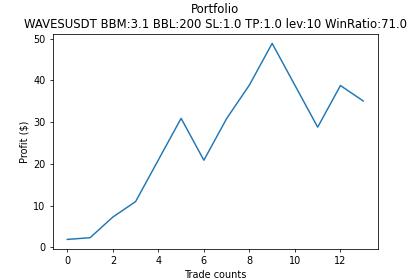 Portfolio
WAVESUSDT BBM:3.1 BBL:200 SL:1.0 TP:1.0 lev:10 WinRatio:71.0
50
40
30
20
10
0
Profit ($)
0 2 4 6 8 10 12
Trade counts